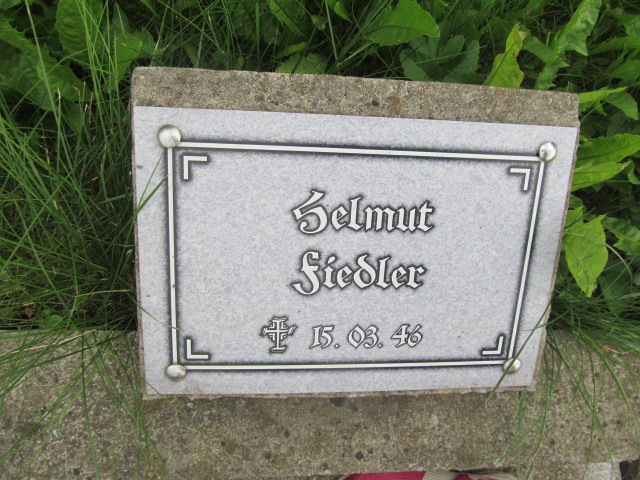 Helmut
Fiedler
15. 03. 46